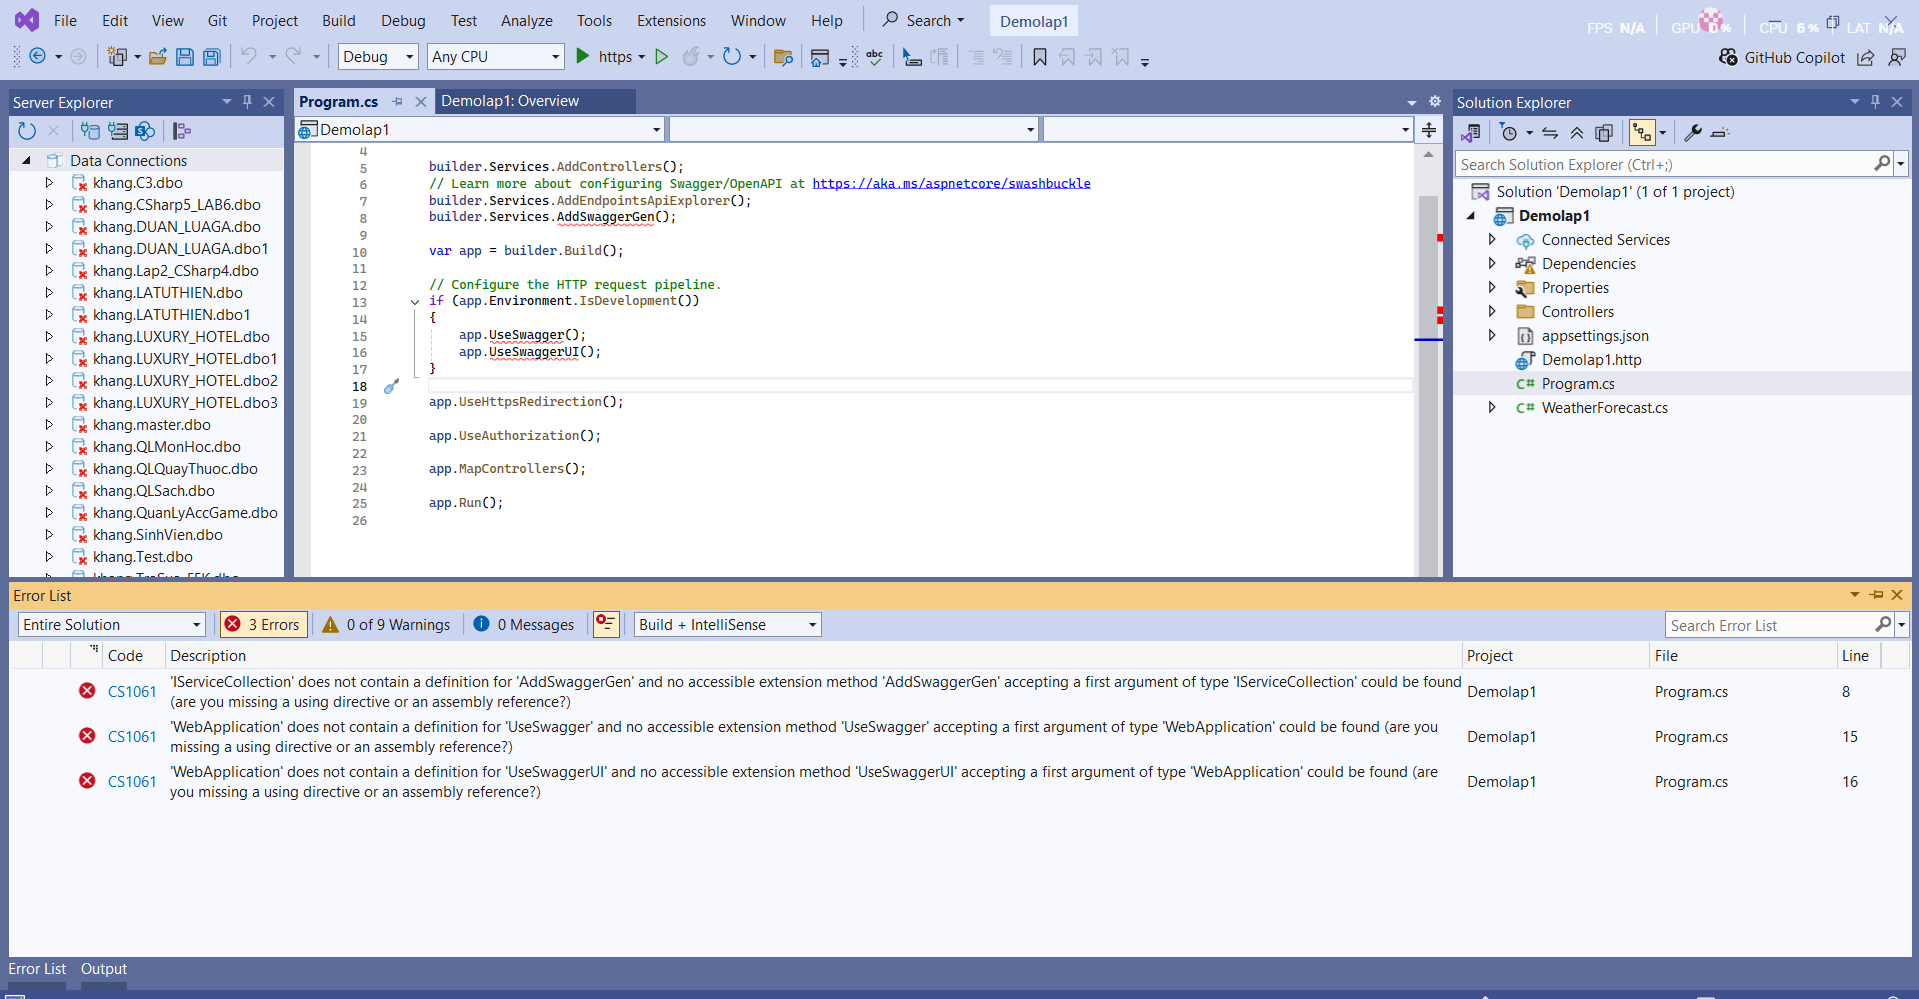 File Edit View Git Project Build Debug Test Analyze Tools Extensions Window Help Search Demolap1
FPS N/A GPU 0% CPU 6% LAT N/A
Debug Any CPU https abc GitHub Copilot
Server Explorer
Data Connections
khang.C3.dbo
khang.CSharp5_LAB6.dbo
khang.DUAN_LUAGA.dbo
khang.DUAN_LUAGA.dbo1
khang.Lap2_CSharp4.dbo
khang.LATUTHIEN.dbo
khang.LATUTHIEN.dbo1
khang.LUXURY_HOTEL.dbo
khang.LUXURY_HOTEL.dbo1
khang.LUXURY_HOTEL.dbo2
khang.LUXURY_HOTEL.dbo3
khang.master.dbo
khang.QLMonHoc.dbo
khang.QLQuayThuoc.dbo
khang.QLSach.dbo
khang.QuanLyAccGame.dbo
khang.SinhVien.dbo
khang.Test.dbo
Program.cs Demolap1: Overview
Demolap1
4
5 builder.Services.AddControllers();
6 // Learn more about configuring Swagger/OpenAPI at https://aka.ms/aspnetcore/swashbuckle
7 builder.Services.AddEndpointsApiExplorer();
8 builder.Services.AddSwaggerGen();
9
10 var app = builder.Build();
11
12 // Configure the HTTP request pipeline.
13 if (app.Environment.IsDevelopment())
14 {
15 app.UseSwagger();
16 app.UseSwaggerUI();
17 }
18
19 app.UseHttpsRedirection();
20
21 app.UseAuthorization();
22
23 app.MapControllers();
24
25 app.Run();
26
Solution Explorer
Search Solution Explorer (Ctrl+;)
Solution 'Demolap1' (1 of 1 project)
Demolap1
Connected Services
Dependencies
Properties
Controllers
appsettings.json
Demolap1.http
C# Program.cs
C# WeatherForecast.cs
Error List
Entire Solution 3 Errors 0 of 9 Warnings 0 Messages Build + IntelliSense Search Error List
Code Description Project File Line
CS1061 'IServiceCollection' does not contain a definition for 'AddSwaggerGen' and no accessible extension method 'AddSwaggerGen' accepting a first argument of type 'IServiceCollection' could be found Demolap1 Program.cs 8
(are you missing a using directive or an assembly reference?)
CS1061 'WebApplication' does not contain a definition for 'UseSwagger' and no accessible extension method 'UseSwagger' accepting a first argument of type 'WebApplication' could be found (are you Demolap1 Program.cs 15
missing a using directive or an assembly reference?)
CS1061 'WebApplication' does not contain a definition for 'UseSwaggerUI' and no accessible extension method 'UseSwaggerUI' accepting a first argument of type 'WebApplication' could be found (are Demolap1 Program.cs 16
you missing a using directive or an assembly reference?)
Error List Output